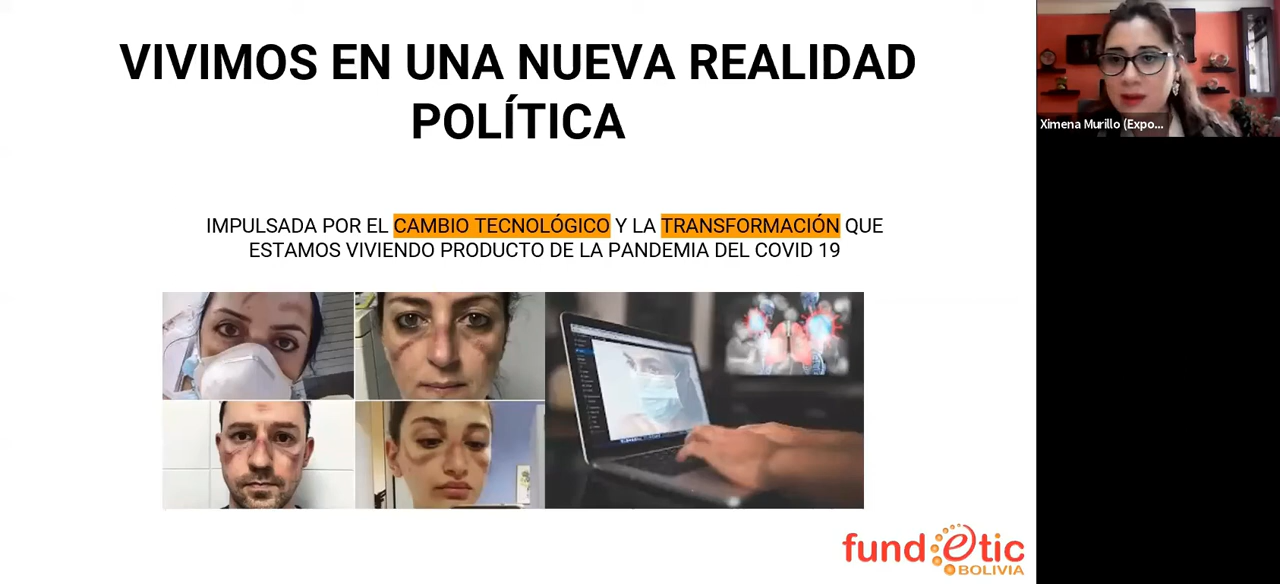 VIVIMOS EN UNA NUEVA REALIDAD
POLÍTICA
IMPULSADA POR EL CAMBIO TECNOLÓGICO Y LA TRANSFORMACIÓN QUE
ESTAMOS VIVIENDO PRODUCTO DE LA PANDEMIA DEL COVID 19
fundetic
BOLIVIA
Ximena Murillo (Expo...